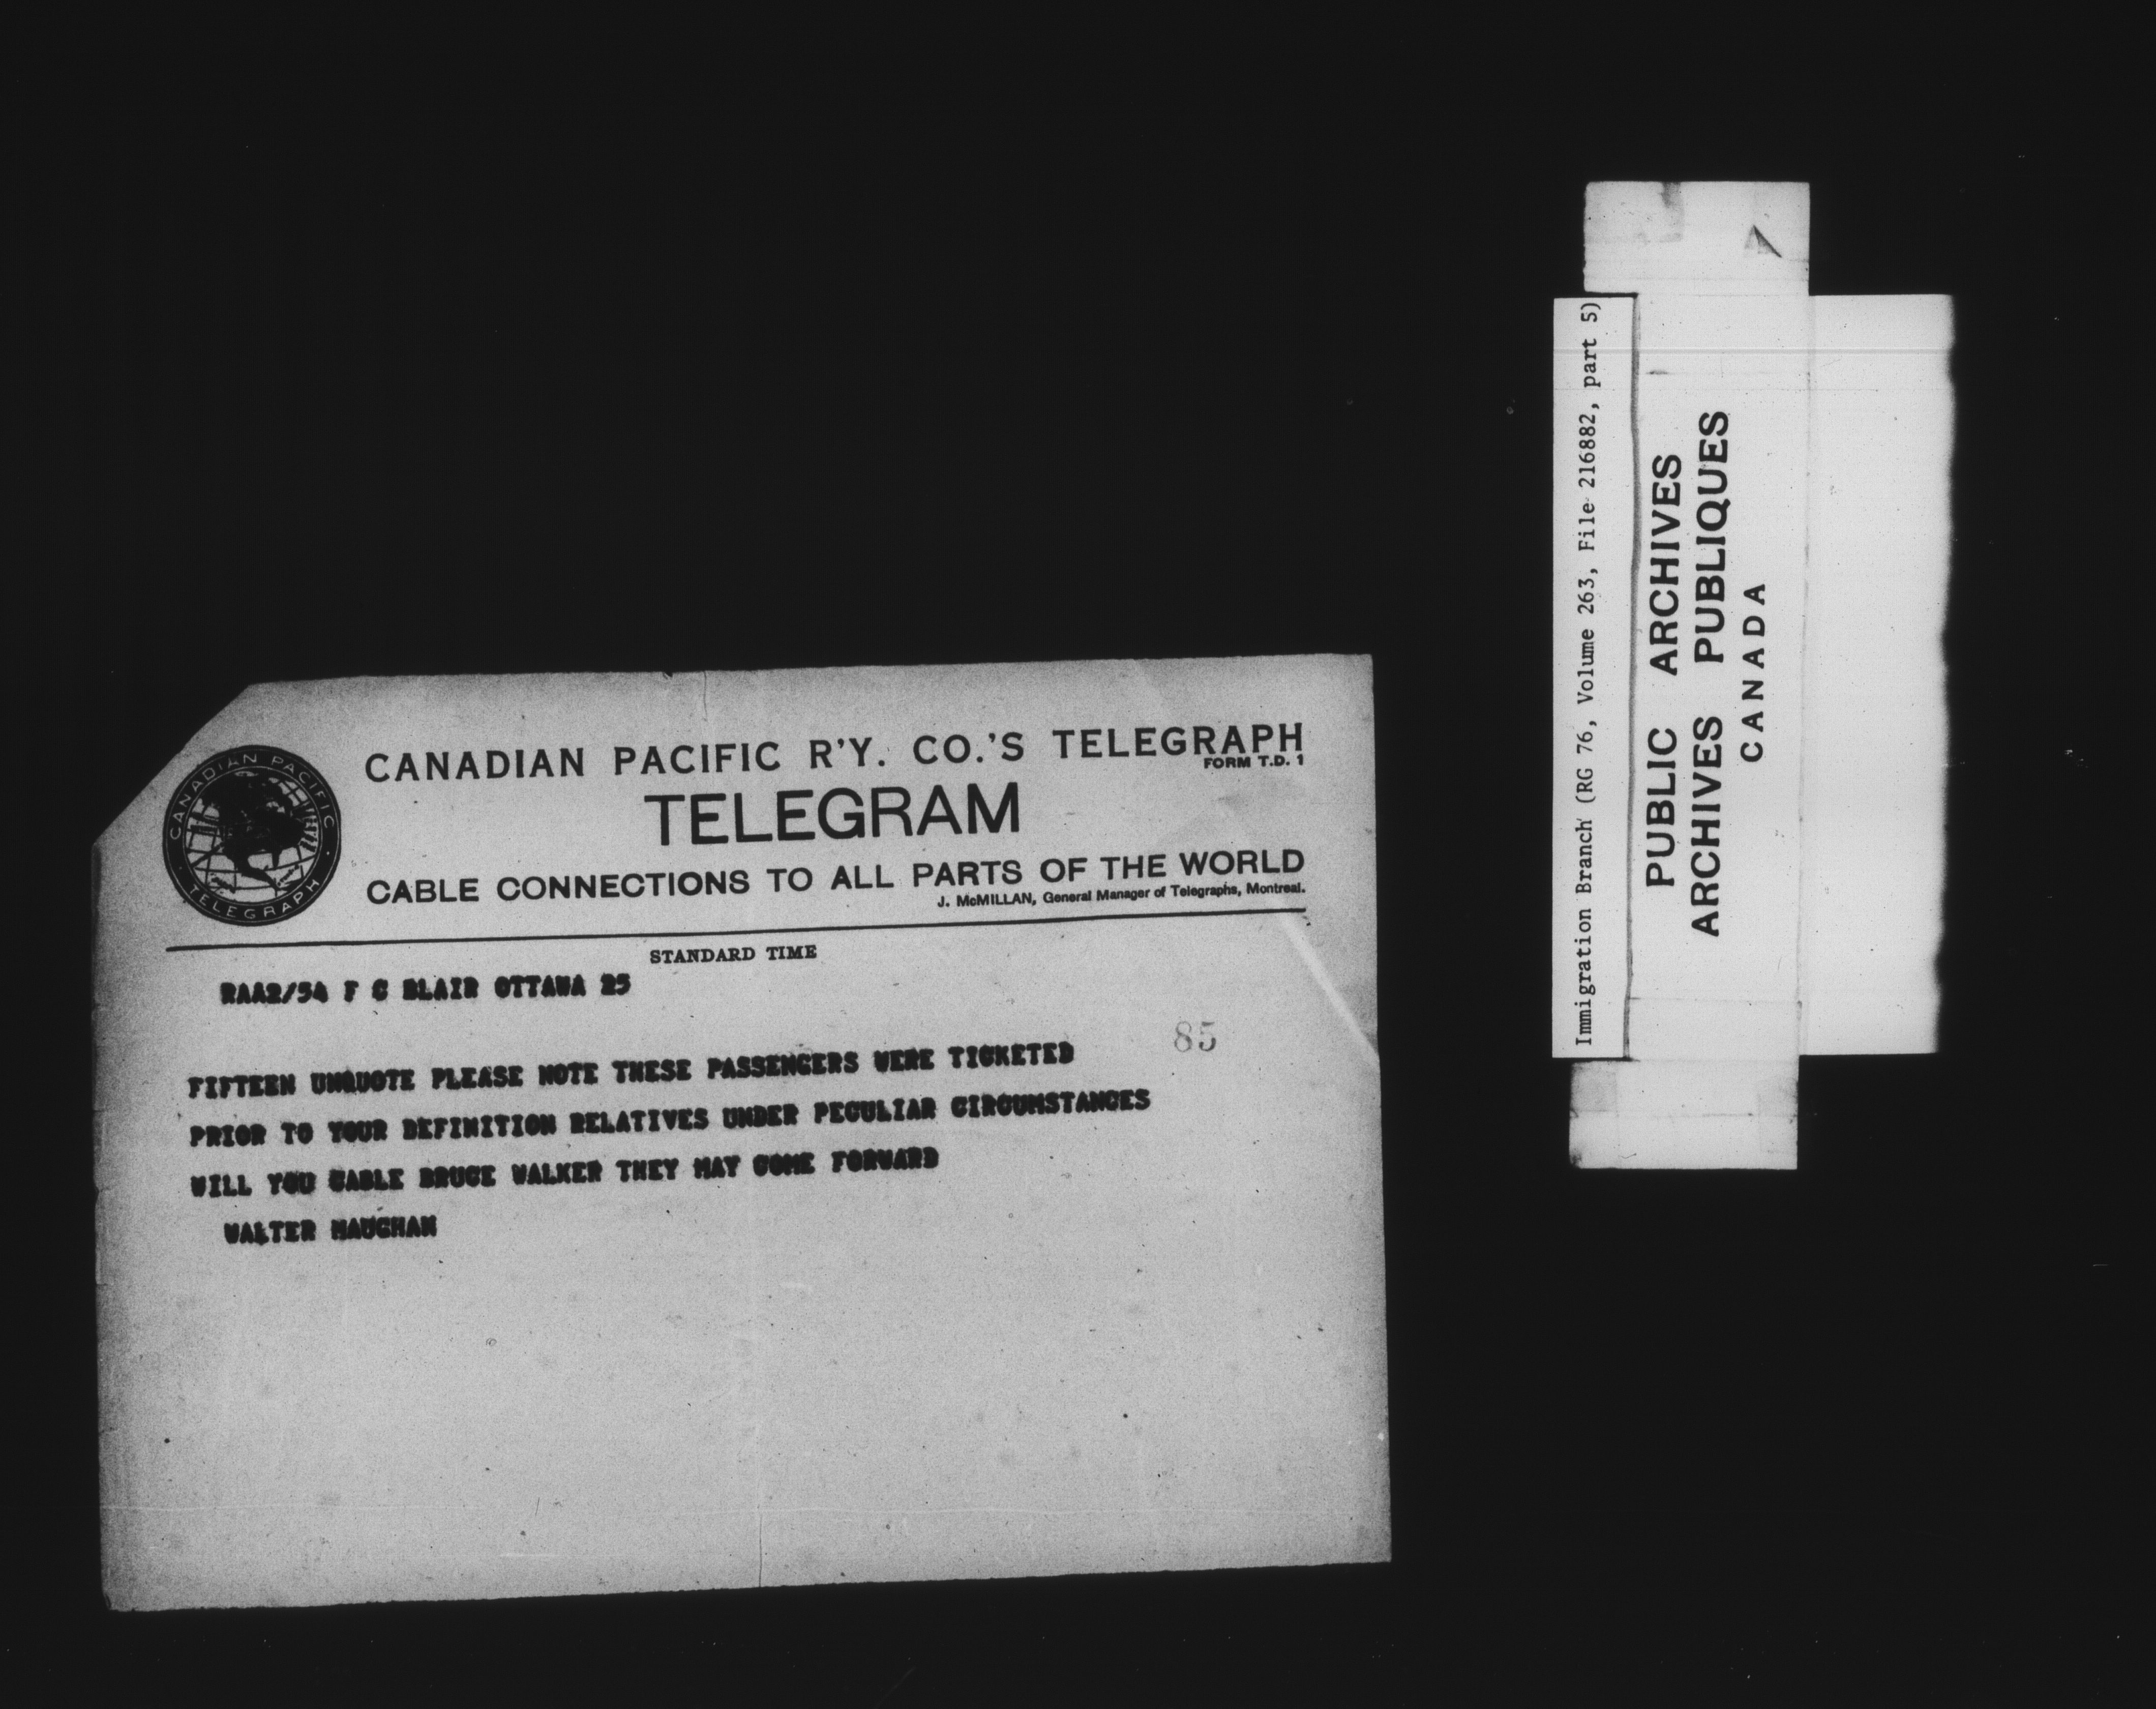 CANADIAN PACIFIC
TELEGRAPH
CANADIAN PACIFIC R'Y. CO.'S TELEGRAPH
FORM T.D. 1
TELEGRAM
CABLE CONNECTIONS TO ALL PARTS OF THE WORLD
J. McMILLAN, General Manager of Telegraphs, Montreal.
STANDARD TIME
RAA2/54 F C BLAIR OTTAWA 25
85
FIFTEEN UNQUOTE PLEASE NOTE THESE PASSENGERS WERE TICKETED
PRIOR TO YOUR DEFINITION RELATIVES UNDER PECULIAR CIRCUMSTANCES
WILL YOU CABLE BRUCE WALKER THEY MAY COME FORWARD
WALTER MAUGHAN
Immigration Branch (RG 76, Volume 263, File 216882, part 5)
PUBLIC ARCHIVES
ARCHIVES PUBLIQUES
CANADA